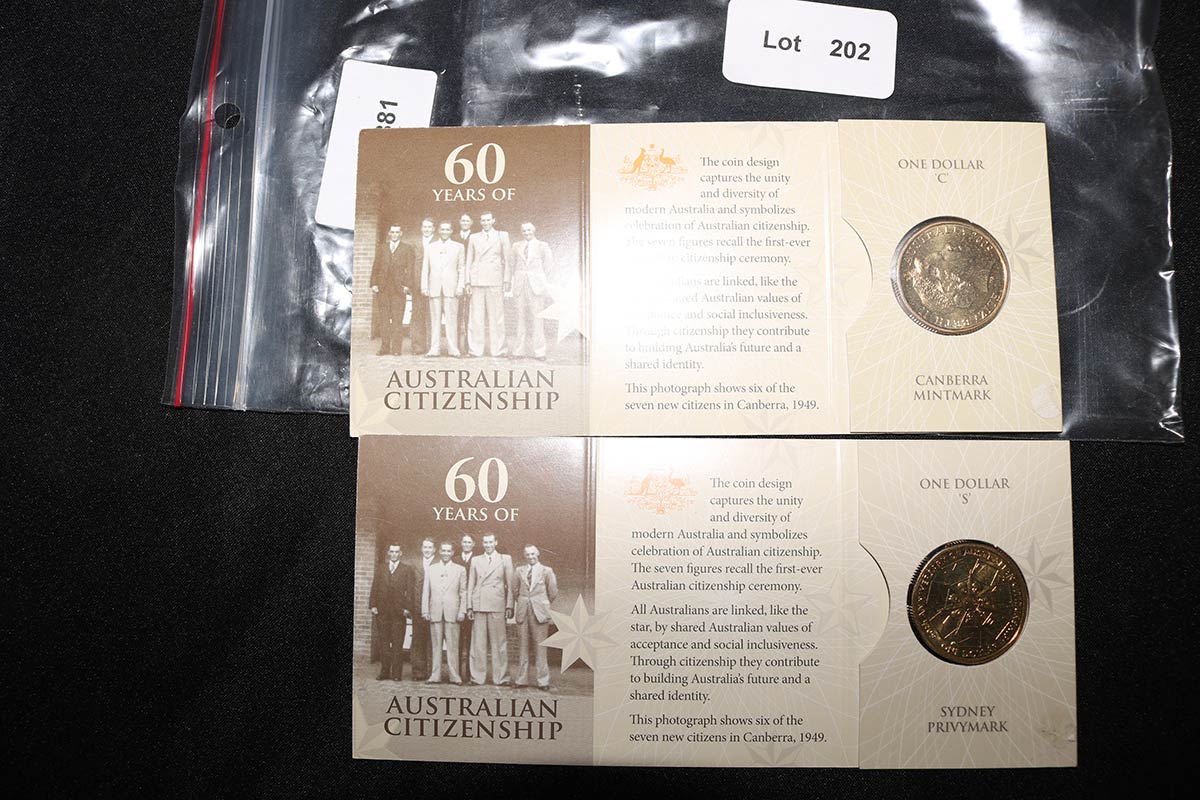 Lot 202
381
60
YEARS OF
AUSTRALIAN
CITIZENSHIP
The coin design
captures the unity
and diversity of
modern Australia and symbolizes
celebration of Australian citizenship.
The seven figures recall the first-ever
citizenship ceremony.
are linked, like the
shared Australian values of
and social inclusiveness.
Through citizenship they contribute
to building Australia's future and a
shared identity.
This photograph shows six of the
seven new citizens in Canberra, 1949.
ONE DOLLAR
'C'
CANBERRA
MINTMARK
60
YEARS OF
AUSTRALIAN
CITIZENSHIP
The coin design
captures the unity
and diversity of
modern Australia and symbolizes
celebration of Australian citizenship.
The seven figures recall the first-ever
Australian citizenship ceremony.
All Australians are linked, like the
star, by shared Australian values of
acceptance and social inclusiveness.
Through citizenship they contribute
to building Australia's future and a
shared identity.
This photograph shows six of the
seven new citizens in Canberra, 1949.
ONE DOLLAR
'S'
SYDNEY
PRIVYMARK